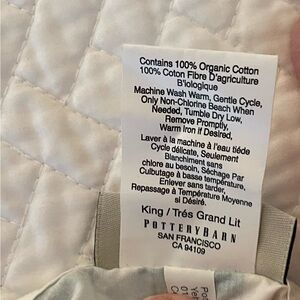 Contains 100% Organic Cotton
100% Coton Fibre D'agriculture
B'iologique
Machine Wash Warm, Gentle Cycle,
Only Non-Chlorine Beach When
Needed, Tumble Dry Low,
Remove Promptly,
Warm Iron if Desired,
Laver à la machine à l'eau tiède
Cycle délicate, Seulement
Blanchiment sans
chlore au besoin, Séchage Par
Culbutage à basse température,
Enlever sans tarder,
Repassage à Température Moyenne
si Désiré.
King / Trés Grand Lit
POTTERYBARN
SAN FRANCISCO
CA 94109